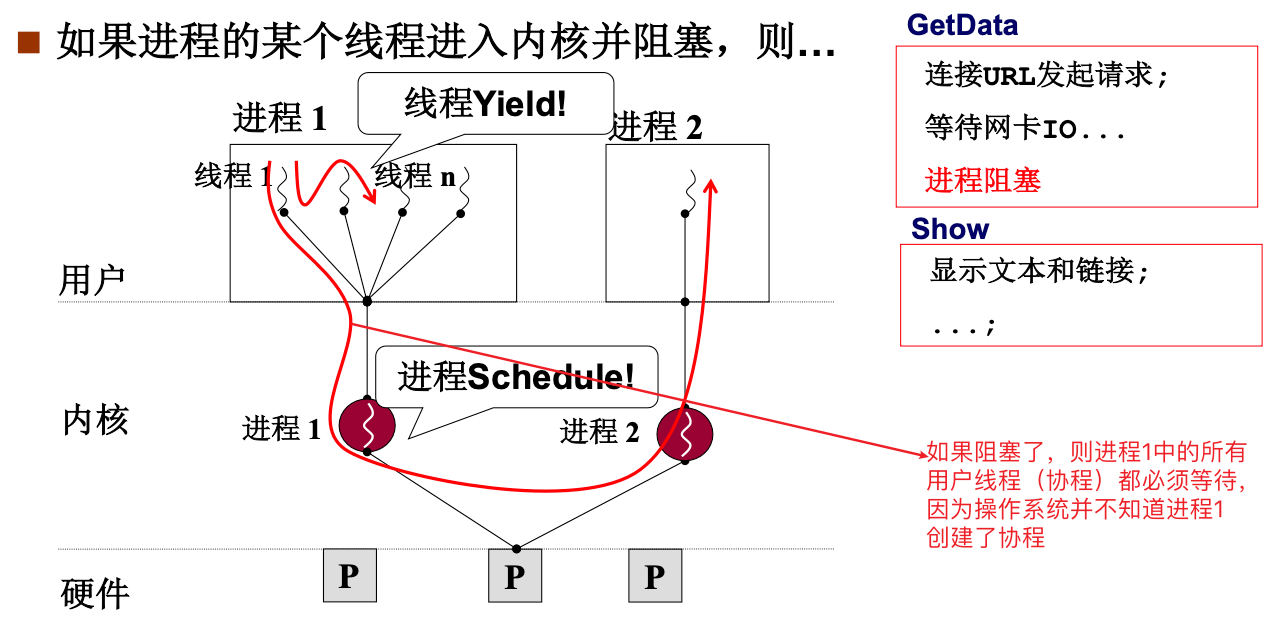 如果进程的某个线程进入内核并阻塞，则…
进程 1
线程Yield!
进程 2
线程 1
线程 n
用户
进程Schedule!
内核
进程 1
进程 2
P
P
P
硬件
GetData
连接URL发起请求;
等待网卡IO...
进程阻塞
Show
显示文本和链接;
...;
如果阻塞了，则进程1中的所有
用户线程（协程）都必须等待，
因为操作系统并不知道进程1
创建了协程